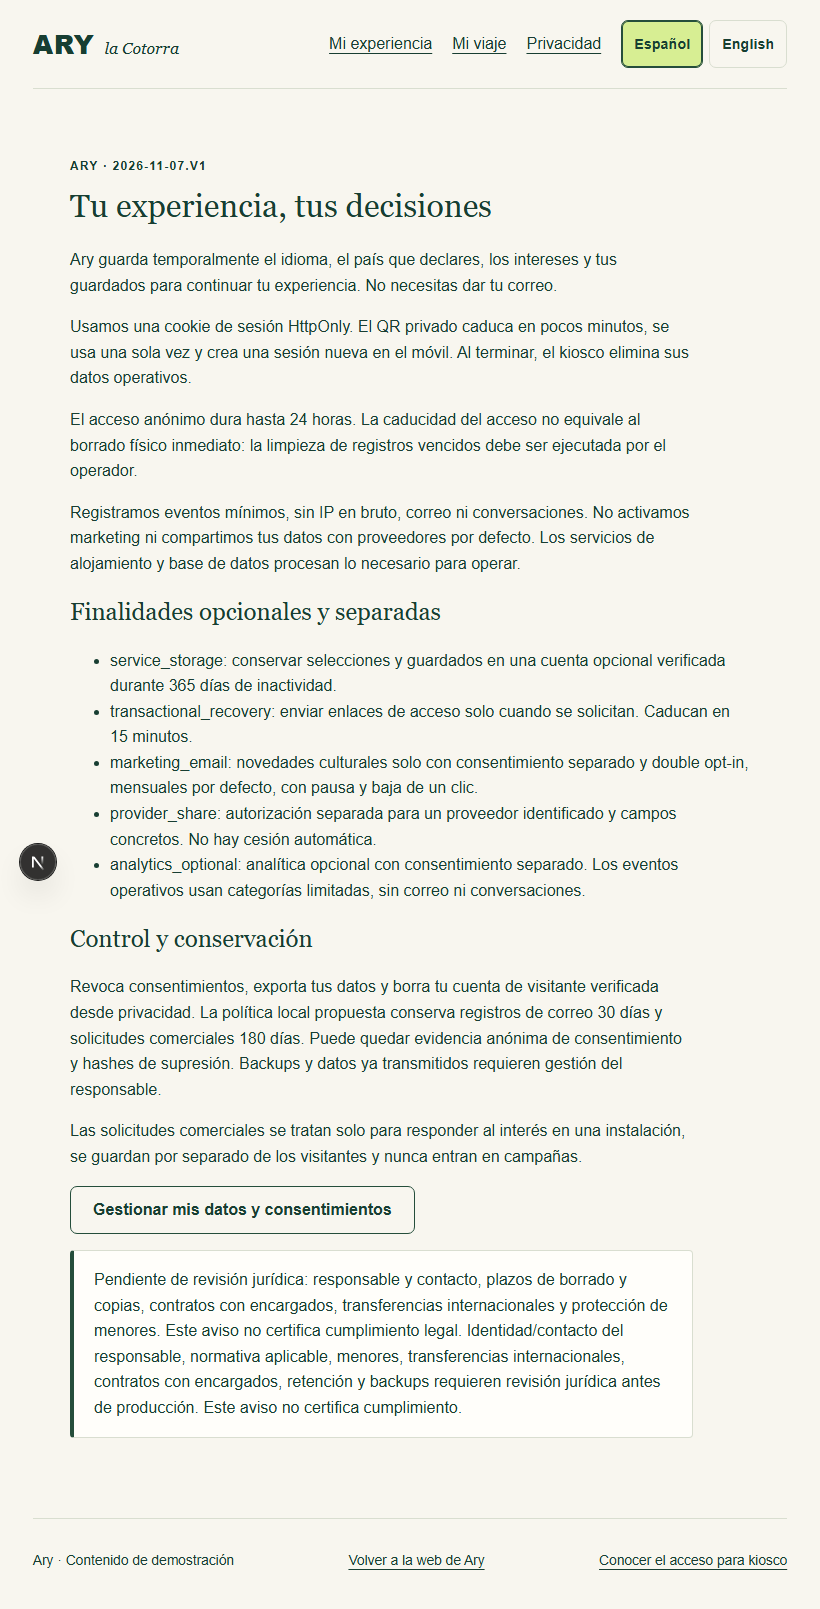 ARY la Cotorra
Mi experiencia
Mi viaje
Privacidad
Español
English
ARY · 2026-11-07.V1
Tu experiencia, tus decisiones
Ary guarda temporalmente el idioma, el país que declares, los intereses y tus
guardados para continuar tu experiencia. No necesitas dar tu correo.
Usamos una cookie de sesión HttpOnly. El QR privado caduca en pocos minutos, se
usa una sola vez y crea una sesión nueva en el móvil. Al terminar, el kiosco elimina sus
datos operativos.
El acceso anónimo dura hasta 24 horas. La caducidad del acceso no equivale al
borrado físico inmediato: la limpieza de registros vencidos debe ser ejecutada por el
operador.
Registramos eventos mínimos, sin IP en bruto, correo ni conversaciones. No activamos
marketing ni compartimos tus datos con proveedores por defecto. Los servicios de
alojamiento y base de datos procesan lo necesario para operar.
Finalidades opcionales y separadas
• service_storage: conservar selecciones y guardados en una cuenta opcional verificada
durante 365 días de inactividad.
• transactional_recovery: enviar enlaces de acceso solo cuando se solicitan. Caducan en
15 minutos.
• marketing_email: novedades culturales solo con consentimiento separado y double opt-in,
mensuales por defecto, con pausa y baja de un clic.
• provider_share: autorización separada para un proveedor identificado y campos
concretos. No hay cesión automática.
• analytics_optional: analítica opcional con consentimiento separado. Los eventos
operativos usan categorías limitadas, sin correo ni conversaciones.
N
Control y conservación
Revoca consentimientos, exporta tus datos y borra tu cuenta de visitante verificada
desde privacidad. La política local propuesta conserva registros de correo 30 días y
solicitudes comerciales 180 días. Puede quedar evidencia anónima de consentimiento
y hashes de supresión. Backups y datos ya transmitidos requieren gestión del
responsable.
Las solicitudes comerciales se tratan solo para responder al interés en una instalación,
se guardan por separado de los visitantes y nunca entran en campañas.
Gestionar mis datos y consentimientos
Pendiente de revisión jurídica: responsable y contacto, plazos de borrado y
copias, contratos con encargados, transferencias internacionales y protección de
menores. Este aviso no certifica cumplimiento legal. Identidad/contacto del
responsable, normativa aplicable, menores, transferencias internacionales,
contratos con encargados, retención y backups requieren revisión jurídica antes
de producción. Este aviso no certifica cumplimiento.
Ary · Contenido de demostración
Volver a la web de Ary
Conocer el acceso para kiosco